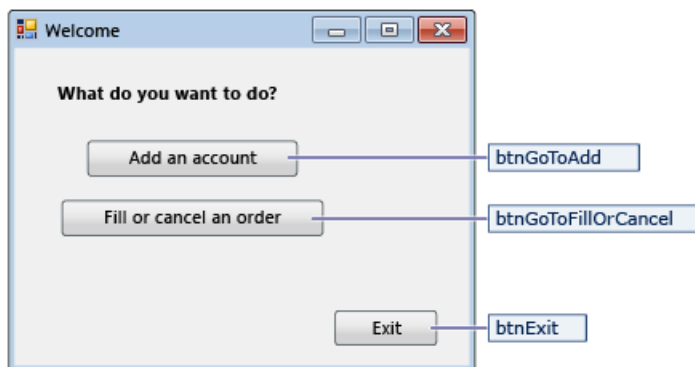 Welcome
What do you want to do?
Add an account
btnGoToAdd
Fill or cancel an order
btnGoToFillOrCancel
Exit
btnExit